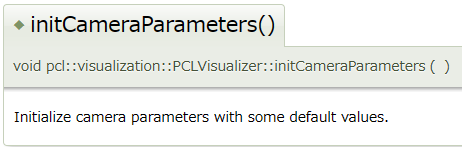 ◆ initCameraParameters()
void pcl::visualization::PCLVisualizer::initCameraParameters ( )
Initialize camera parameters with some default values.